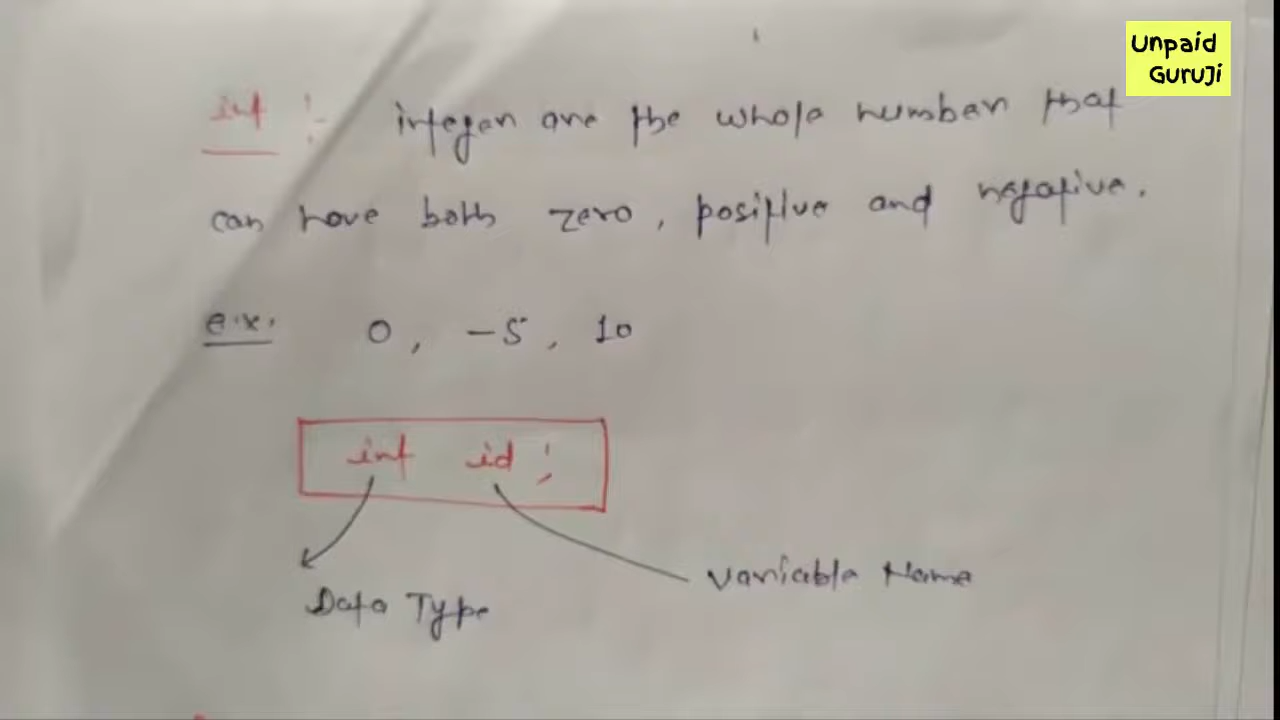 Unpaid
GuruJi
int :- integer are the whole number that
can have both zero, positive and negative.
e.x. 0, -5, 10
int id ;
Variable Name
Data Type